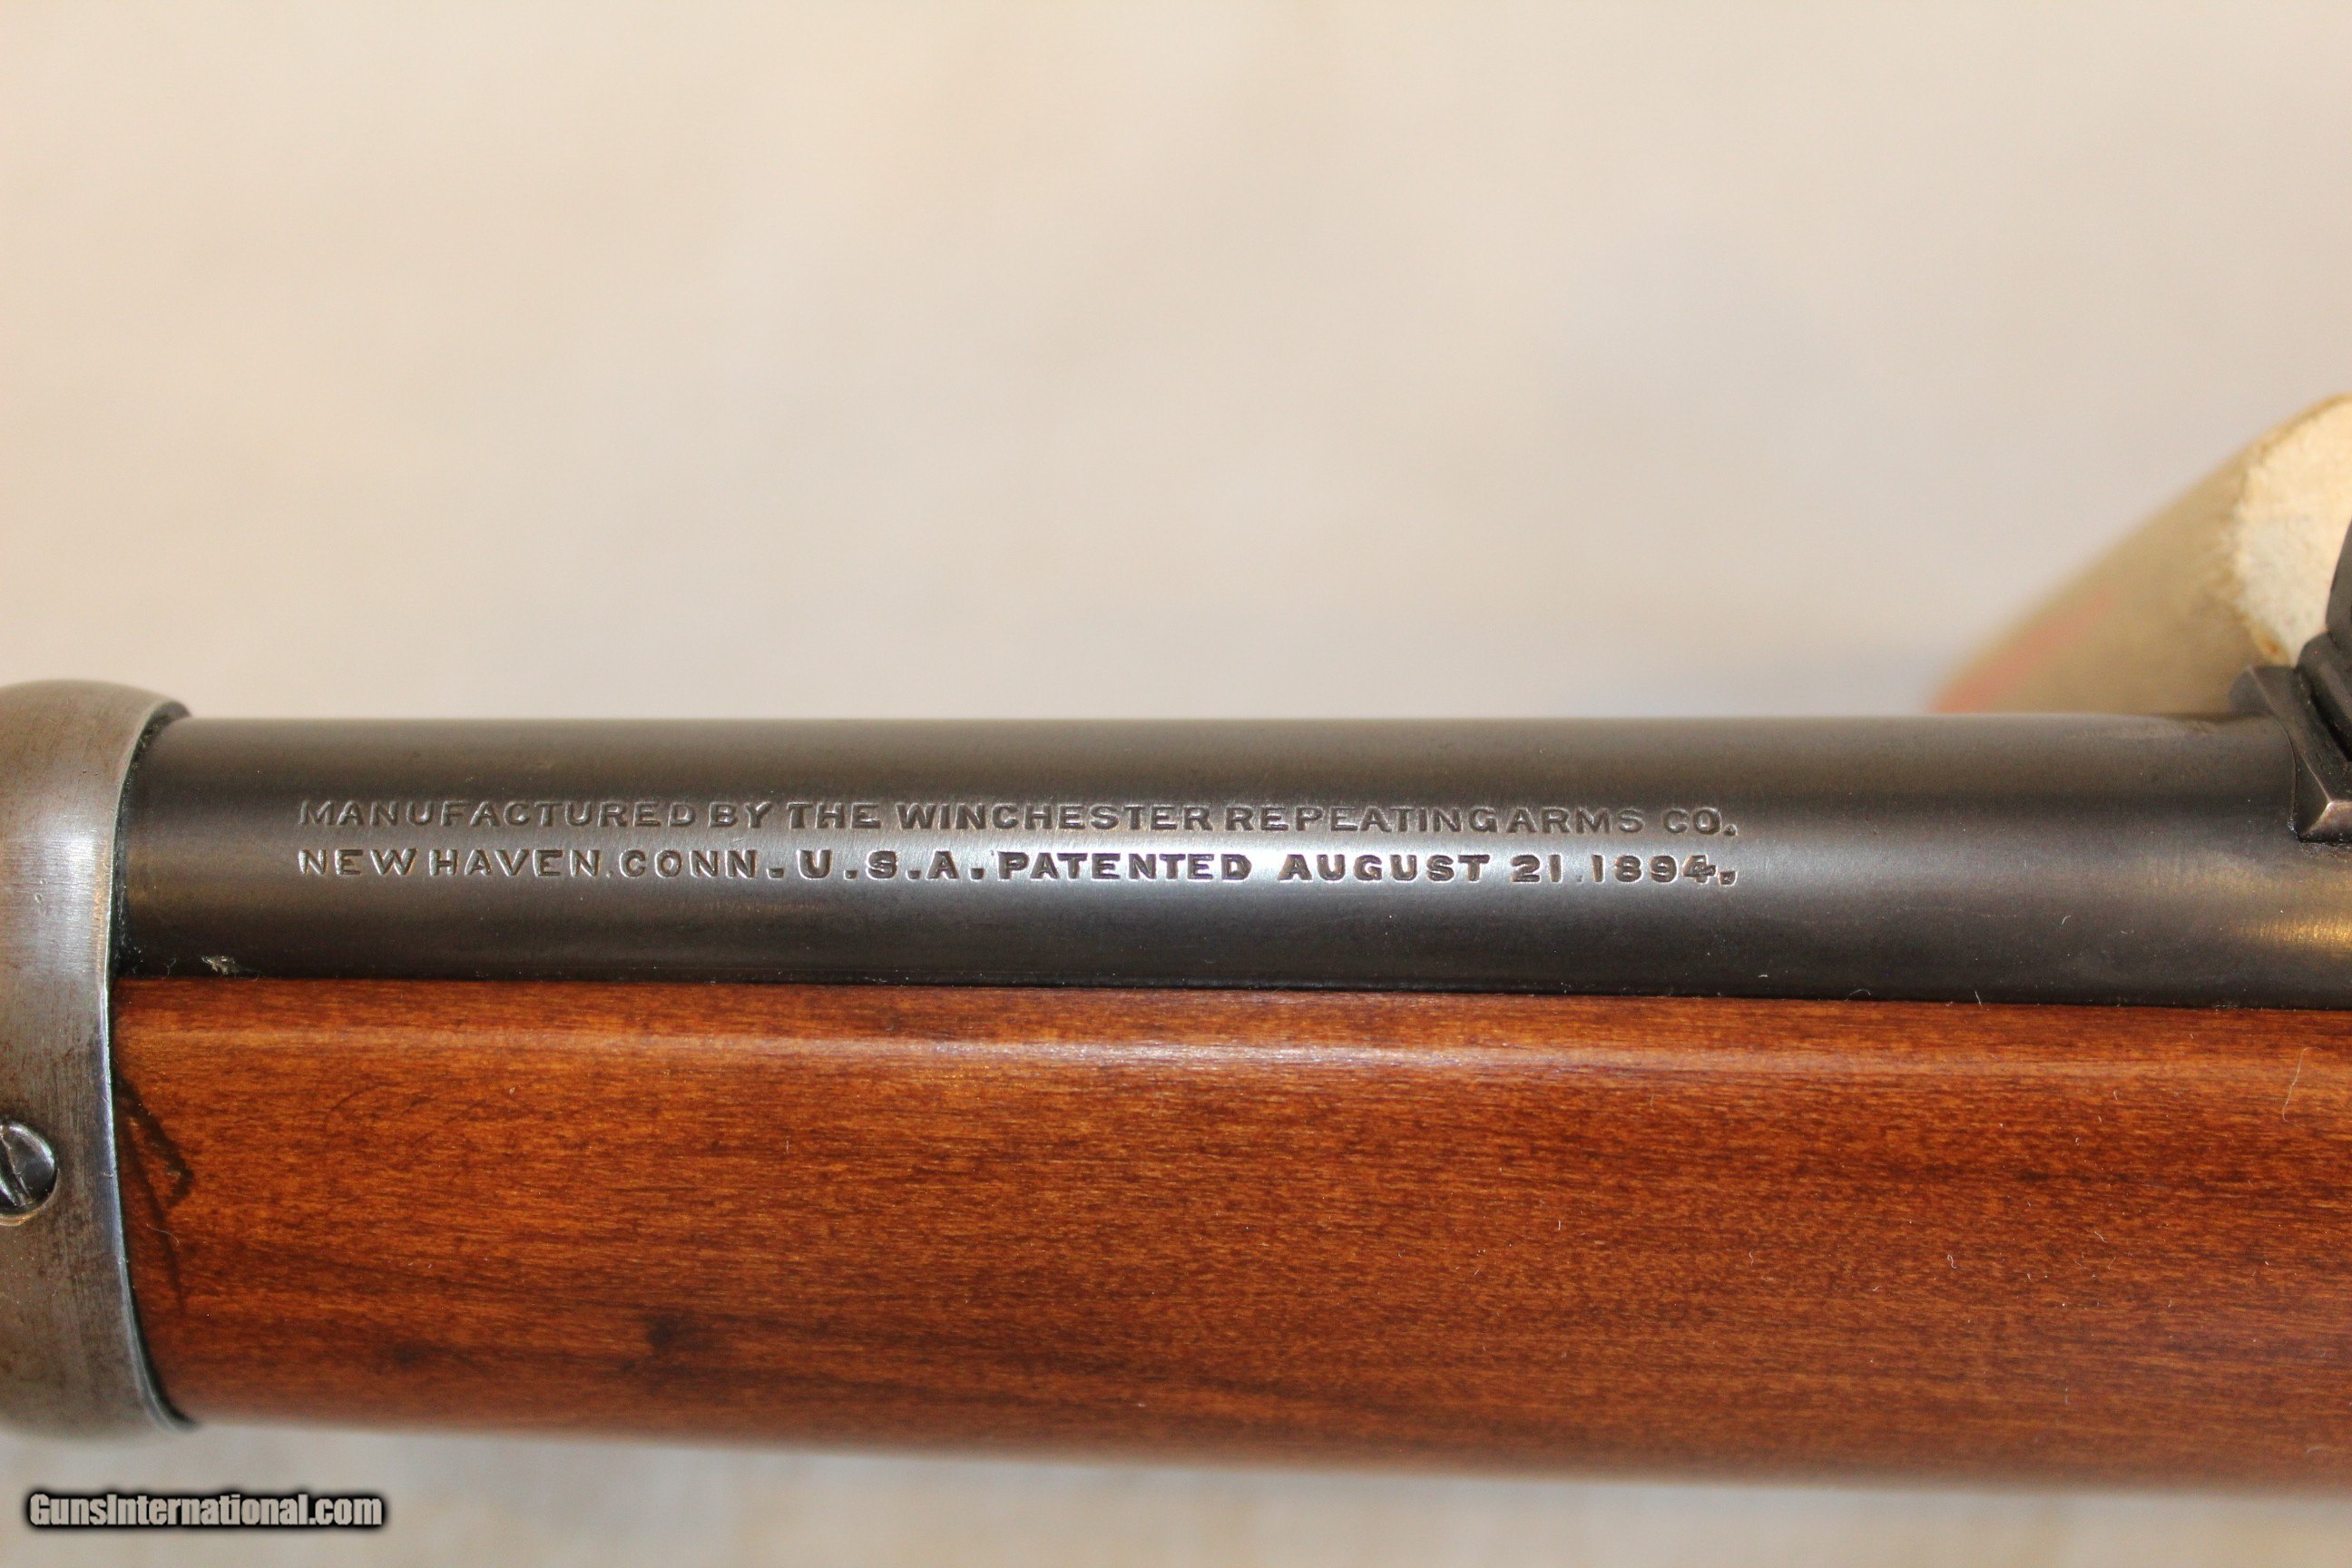 MANUFACTURED BY THE WINCHESTER REPEATING ARMS CO.
NEW HAVEN. CONN. U.S.A. PATENTED AUGUST 21. 1894.
GunsInternational.com